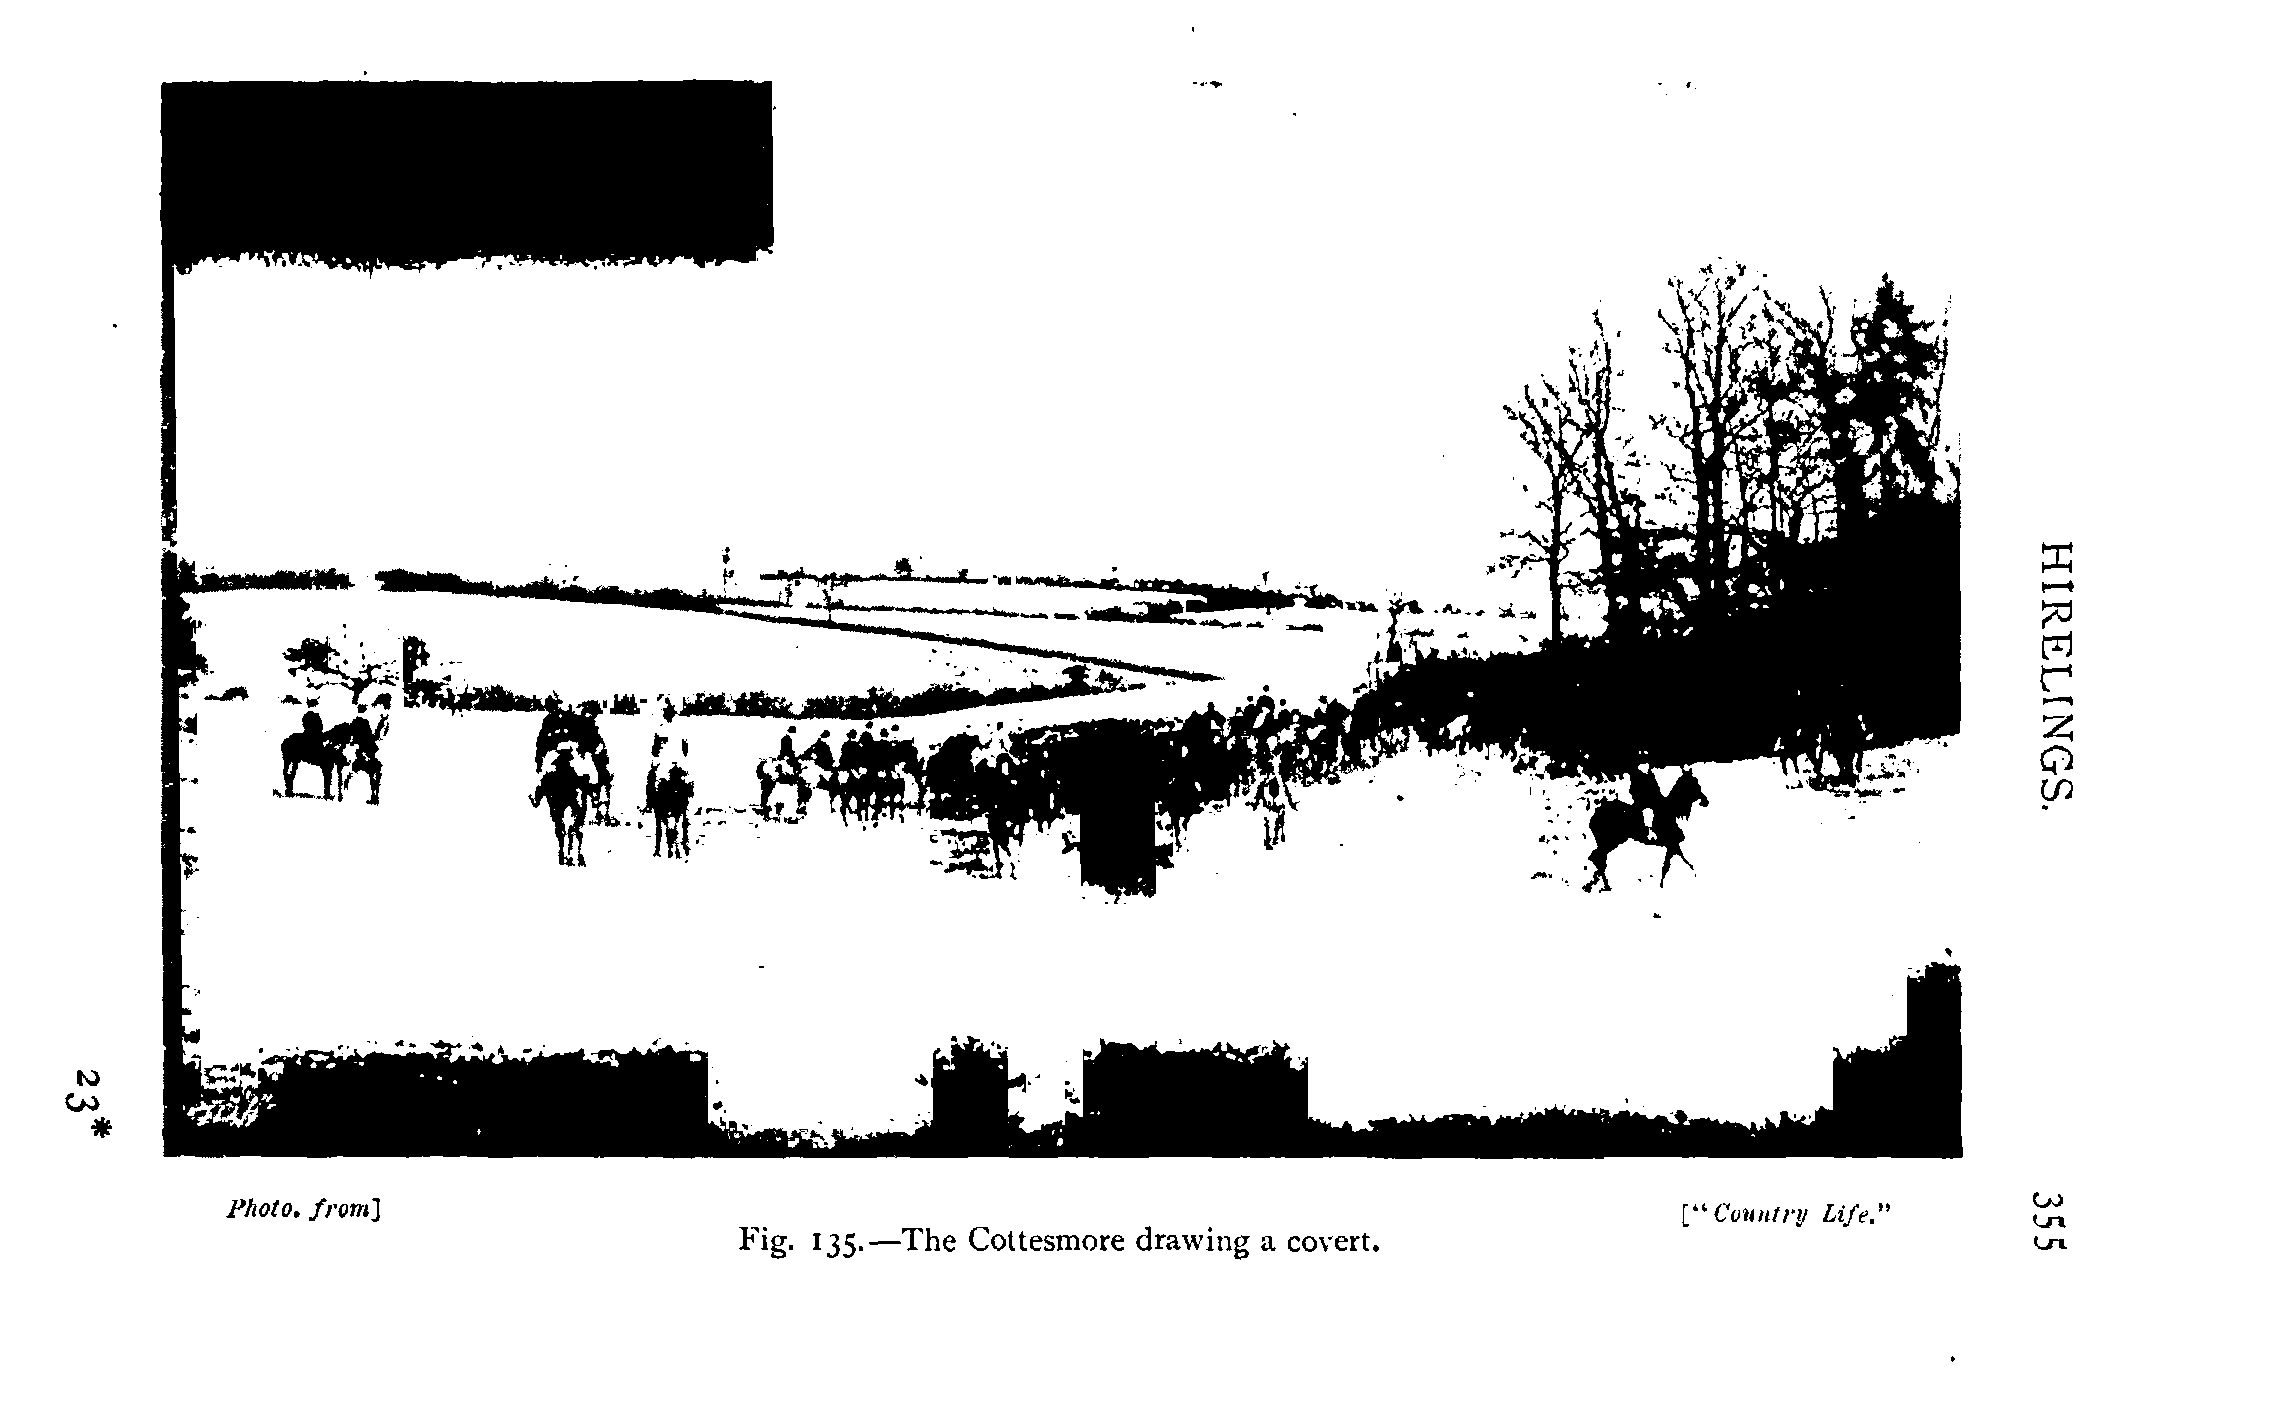 HIRELINGS. 355
Photo. from] ["Country Life."
Fig. 135.—The Cottesmore drawing a covert.
23*